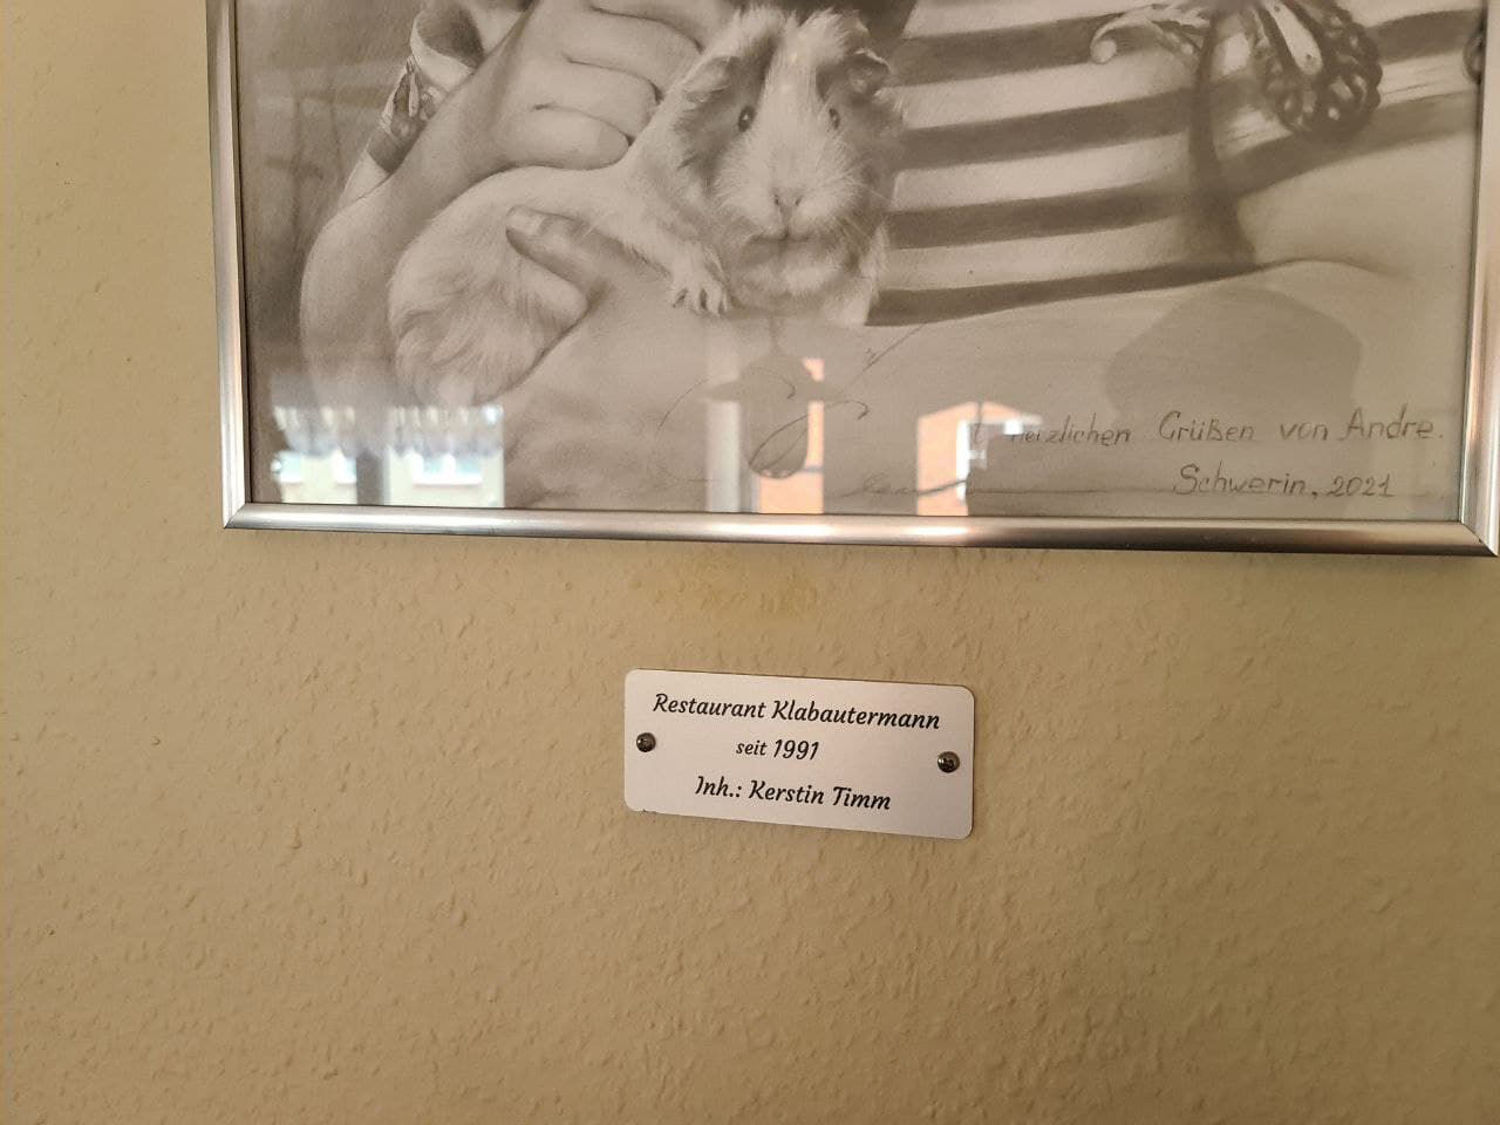 herzlichen Grüßen von Andre.
Schwerin, 2021
Restaurant Klabautermann
seit 1991
Inh.: Kerstin Timm